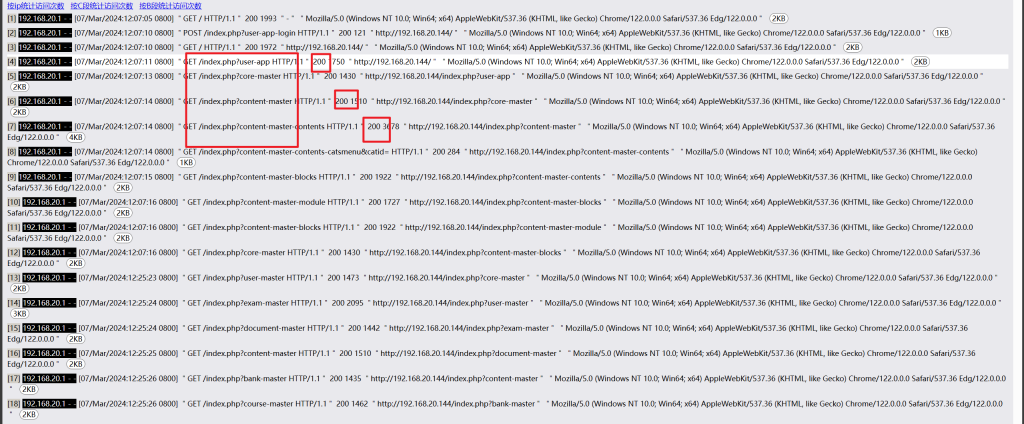 按ip统计访问次数 按C段统计访问次数 按B段统计访问次数
[1] 192.168.20.1 - - [07/Mar/2024:12:07:05 0800] " GET / HTTP/1.1 " 200 1993 " - " " Mozilla/5.0 (Windows NT 10.0; Win64; x64) AppleWebKit/537.36 (KHTML, like Gecko) Chrome/122.0.0.0 Safari/537.36 Edg/122.0.0.0 " 2KB
[2] 192.168.20.1 - - [07/Mar/2024:12:07:10 0800] " POST /index.php?user-app-login HTTP/1.1 " 200 121 " http://192.168.20.144/ " " Mozilla/5.0 (Windows NT 10.0; Win64; x64) AppleWebKit/537.36 (KHTML, like Gecko) Chrome/122.0.0.0 Safari/537.36 Edg/122.0.0.0 " 1KB
[3] 192.168.20.1 - - [07/Mar/2024:12:07:10 0800] " GET / HTTP/1.1 " 200 1972 " http://192.168.20.144/ " " Mozilla/5.0 (Windows NT 10.0; Win64; x64) AppleWebKit/537.36 (KHTML, like Gecko) Chrome/122.0.0.0 Safari/537.36 Edg/122.0.0.0 " 2KB
[4] 192.168.20.1 - - [07/Mar/2024:12:07:11 0800] " GET /index.php?user-app HTTP/1.1 " 200 1750 " http://192.168.20.144/ " " Mozilla/5.0 (Windows NT 10.0; Win64; x64) AppleWebKit/537.36 (KHTML, like Gecko) Chrome/122.0.0.0 Safari/537.36 Edg/122.0.0.0 " 2KB
[5] 192.168.20.1 - - [07/Mar/2024:12:07:13 0800] " GET /index.php?core-master HTTP/1.1 " 200 1430 " http://192.168.20.144/index.php?user-app " " Mozilla/5.0 (Windows NT 10.0; Win64; x64) AppleWebKit/537.36 (KHTML, like Gecko) Chrome/122.0.0.0 Safari/537.36 Edg/122.0.0.0 "
2KB
[6] 192.168.20.1 - - [07/Mar/2024:12:07:14 0800] " GET /index.php?content-master HTTP/1.1 " 200 1510 " http://192.168.20.144/index.php?core-master " " Mozilla/5.0 (Windows NT 10.0; Win64; x64) AppleWebKit/537.36 (KHTML, like Gecko) Chrome/122.0.0.0 Safari/537.36 Edg/122.0.0.0 "
2KB
[7] 192.168.20.1 - - [07/Mar/2024:12:07:14 0800] " GET /index.php?content-master-contents HTTP/1.1 " 200 3678 " http://192.168.20.144/index.php?content-master " " Mozilla/5.0 (Windows NT 10.0; Win64; x64) AppleWebKit/537.36 (KHTML, like Gecko) Chrome/122.0.0.0 Safari/537.36
Edg/122.0.0.0 " 4KB
[8] 192.168.20.1 - - [07/Mar/2024:12:07:14 0800] " GET /index.php?content-master-contents-catsmenu&catid= HTTP/1.1 " 200 284 " http://192.168.20.144/index.php?content-master-contents " " Mozilla/5.0 (Windows NT 10.0; Win64; x64) AppleWebKit/537.36 (KHTML, like Gecko)
Chrome/122.0.0.0 Safari/537.36 Edg/122.0.0.0 " 1KB
[9] 192.168.20.1 - - [07/Mar/2024:12:07:15 0800] " GET /index.php?content-master-blocks HTTP/1.1 " 200 1922 " http://192.168.20.144/index.php?content-master-contents " " Mozilla/5.0 (Windows NT 10.0; Win64; x64) AppleWebKit/537.36 (KHTML, like Gecko) Chrome/122.0.0.0
Safari/537.36 Edg/122.0.0.0 " 2KB
[10] 192.168.20.1 - - [07/Mar/2024:12:07:16 0800] " GET /index.php?content-master-module HTTP/1.1 " 200 1727 " http://192.168.20.144/index.php?content-master-blocks " " Mozilla/5.0 (Windows NT 10.0; Win64; x64) AppleWebKit/537.36 (KHTML, like Gecko) Chrome/122.0.0.0
Safari/537.36 Edg/122.0.0.0 " 2KB
[11] 192.168.20.1 - - [07/Mar/2024:12:07:16 0800] " GET /index.php?content-master-blocks HTTP/1.1 " 200 1922 " http://192.168.20.144/index.php?content-master-module " " Mozilla/5.0 (Windows NT 10.0; Win64; x64) AppleWebKit/537.36 (KHTML, like Gecko) Chrome/122.0.0.0
Safari/537.36 Edg/122.0.0.0 " 2KB
[12] 192.168.20.1 - - [07/Mar/2024:12:07:16 0800] " GET /index.php?core-master HTTP/1.1 " 200 1430 " http://192.168.20.144/index.php?content-master-blocks " " Mozilla/5.0 (Windows NT 10.0; Win64; x64) AppleWebKit/537.36 (KHTML, like Gecko) Chrome/122.0.0.0 Safari/537.36
Edg/122.0.0.0 " 2KB
[13] 192.168.20.1 - - [07/Mar/2024:12:25:23 0800] " GET /index.php?user-master HTTP/1.1 " 200 1473 " http://192.168.20.144/index.php?core-master " " Mozilla/5.0 (Windows NT 10.0; Win64; x64) AppleWebKit/537.36 (KHTML, like Gecko) Chrome/122.0.0.0 Safari/537.36 Edg/122.0.0.0 "
2KB
[14] 192.168.20.1 - - [07/Mar/2024:12:25:24 0800] " GET /index.php?exam-master HTTP/1.1 " 200 2095 " http://192.168.20.144/index.php?user-master " " Mozilla/5.0 (Windows NT 10.0; Win64; x64) AppleWebKit/537.36 (KHTML, like Gecko) Chrome/122.0.0.0 Safari/537.36 Edg/122.0.0.0 "
3KB
[15] 192.168.20.1 - - [07/Mar/2024:12:25:24 0800] " GET /index.php?document-master HTTP/1.1 " 200 1442 " http://192.168.20.144/index.php?exam-master " " Mozilla/5.0 (Windows NT 10.0; Win64; x64) AppleWebKit/537.36 (KHTML, like Gecko) Chrome/122.0.0.0 Safari/537.36
Edg/122.0.0.0 " 2KB
[16] 192.168.20.1 - - [07/Mar/2024:12:25:25 0800] " GET /index.php?content-master HTTP/1.1 " 200 1510 " http://192.168.20.144/index.php?document-master " " Mozilla/5.0 (Windows NT 10.0; Win64; x64) AppleWebKit/537.36 (KHTML, like Gecko) Chrome/122.0.0.0 Safari/537.36
Edg/122.0.0.0 " 2KB
[17] 192.168.20.1 - - [07/Mar/2024:12:25:26 0800] " GET /index.php?bank-master HTTP/1.1 " 200 1435 " http://192.168.20.144/index.php?content-master " " Mozilla/5.0 (Windows NT 10.0; Win64; x64) AppleWebKit/537.36 (KHTML, like Gecko) Chrome/122.0.0.0 Safari/537.36 Edg/122.0.0.0
" 2KB
[18] 192.168.20.1 - - [07/Mar/2024:12:25:26 0800] " GET /index.php?course-master HTTP/1.1 " 200 1462 " http://192.168.20.144/index.php?bank-master " " Mozilla/5.0 (Windows NT 10.0; Win64; x64) AppleWebKit/537.36 (KHTML, like Gecko) Chrome/122.0.0.0 Safari/537.36 Edg/122.0.0.0
" 2KB